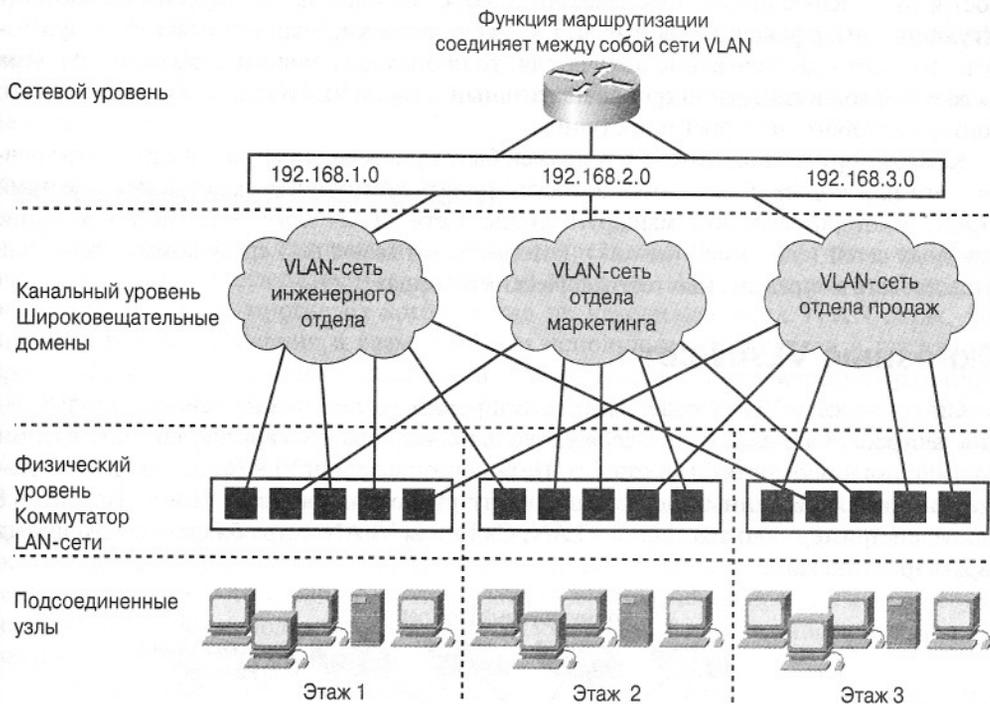 Функция маршрутизации
соединяет между собой сети VLAN
Сетевой уровень
192.168.1.0
192.168.2.0
192.168.3.0
Канальный уровень
Широковещательные
домены
VLAN-сеть
инженерного
отдела
VLAN-сеть
отдела
маркетинга
VLAN-сеть
отдела продаж
Физический
уровень
Коммутатор
LAN-сети
Подсоединенные
узлы
Этаж 1
Этаж 2
Этаж 3